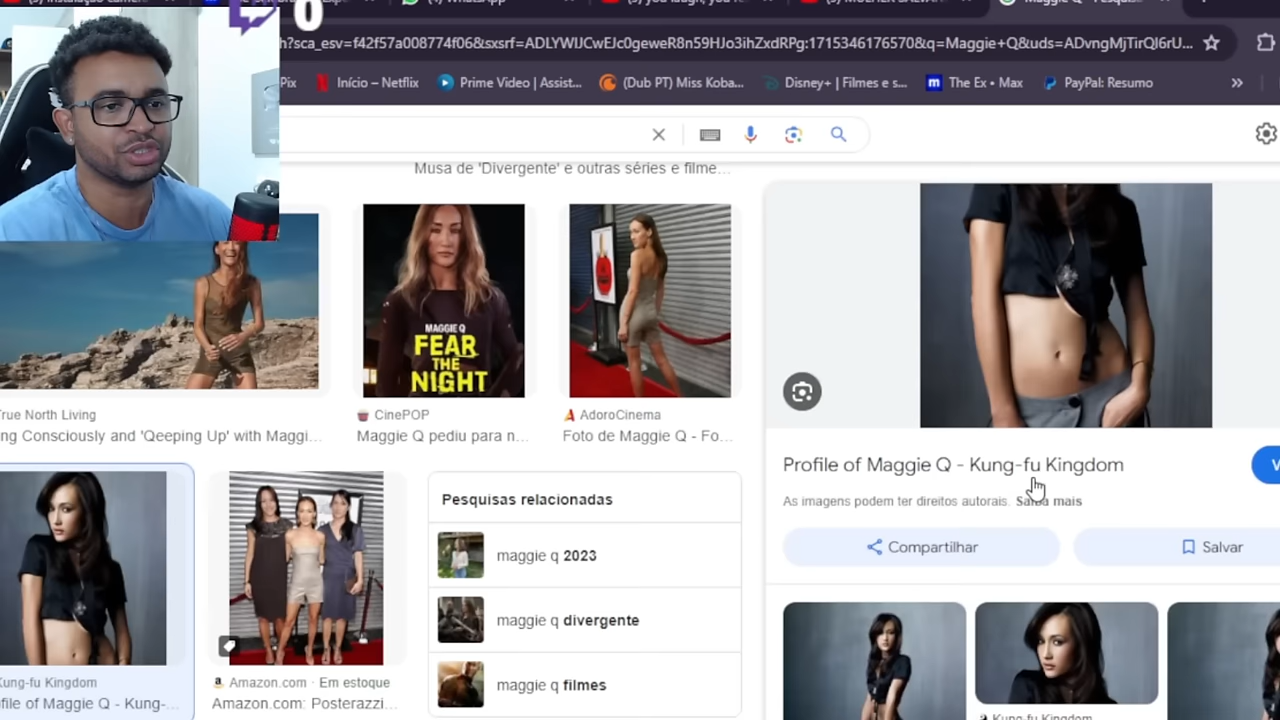 0
h?sca_esv=f42f57a008774f06&sxsrf=ADLYWIJCwEJc0geweR8n59HJo3ihZxdRPg:1715346176570&q=Maggie+Q&uds=ADvngMjTirQJ6rU...
Pix
Início – Netflix
Prime Video | Assist...
(Dub PT) Miss Koba...
Disney+ | Filmes e s...
m The Ex • Max
PayPal: Resumo
»
Musa de 'Divergente' e outras séries e filme...
MAGGIE Q
FEAR
THE
NIGHT
True North Living
ng Consciously and 'Qeeping Up' with Maggi...
CinePOP
Maggie Q pediu para n...
AdoroCinema
Foto de Maggie Q - Fo...
Profile of Maggie Q - Kung-fu Kingdom
V
As imagens podem ter direitos autorais. Saiba mais
Compartilhar
Salvar
Pesquisas relacionadas
maggie q 2023
maggie q divergente
maggie q filmes
Kung-fu Kingdom
file of Maggie Q - Kung-...
a Amazon.com · Em estoque
Amazon.com: Posterazzi...
a Kung-fu Kingdom